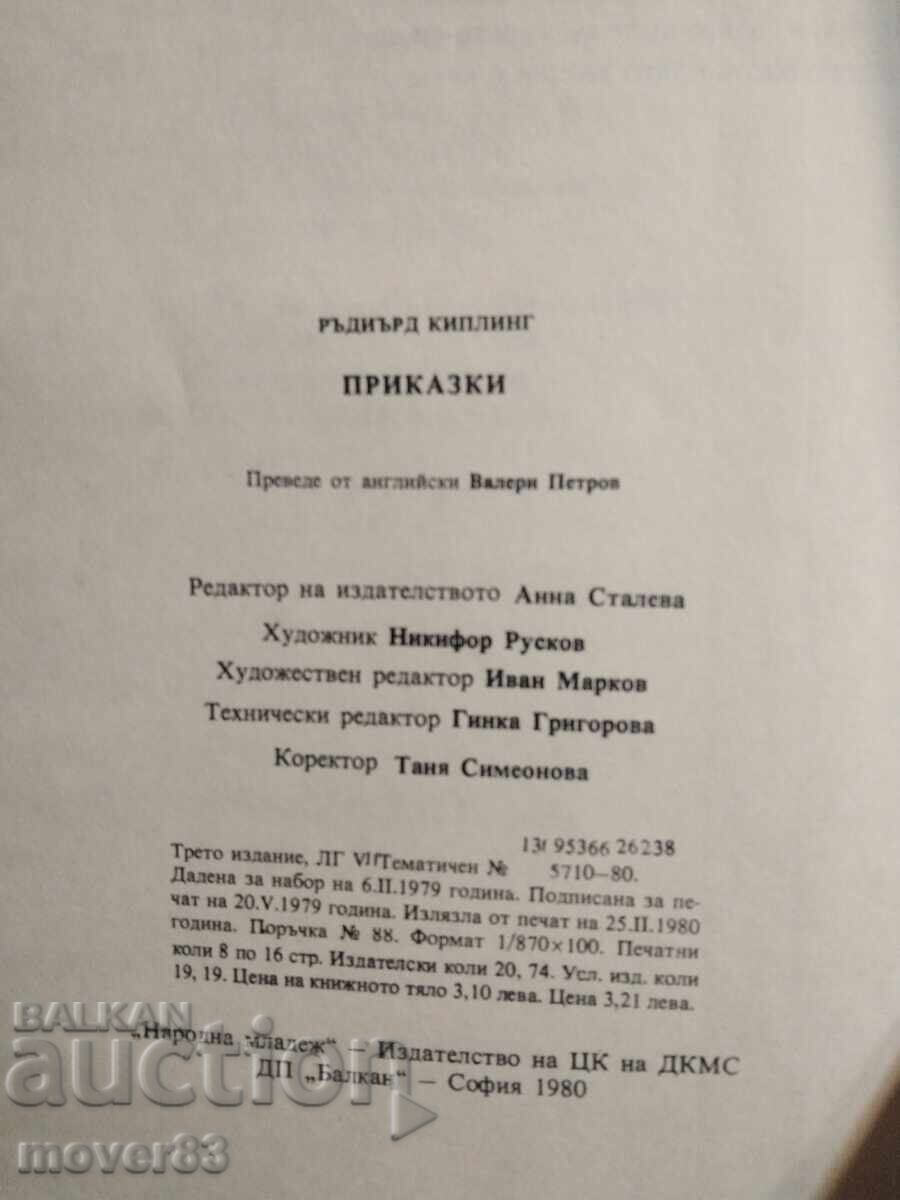 РЪДИЪРД КИПЛИНГ
ПРИКАЗКИ
Преведе от английски Валери Петров
Редактор на издателството Анна Сталева
Художник Никифор Русков
Художествен редактор Иван Марков
Технически редактор Гинка Григорова
Коректор Таня Симеонова
Трето издание, ЛГ VI Тематичен № 95366 26238
5710—80.
Далена за набор на 6.II.1979 година. Подписана за пе-
чат на 20.V.1979 година. Излязла от печат на 25.II.1980
година. Поръчка № 88. Формат 1/870×100. Печатни
коли 8 по 16 стр. Издателски коли 20, 74. Усл. изд. коли
19, 19. Цена на книжното тяло 3,10 лева. Цена 3,21 лева.
„Народна младеж“ — Издателство на ЦК на ДКМС
ДП „Балкан“ — София 1980
BALKAN
auction
mover83